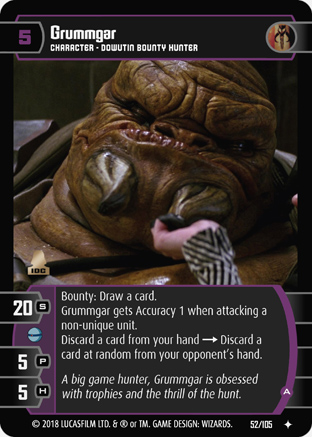 5
Grummgar
CHARACTER - DOWUTIN BOUNTY HUNTER
IDC
20 S
5 P
5 H
Bounty: Draw a card.
Grummgar gets Accuracy 1 when attacking a
non-unique unit.
Discard a card from your hand → Discard a
card at random from your opponent's hand.
A big game hunter, Grummgar is obsessed
with trophies and the thrill of the hunt.
A
© 2018 LUCASFILM LTD. & ® or TM. GAME DESIGN: WIZARDS. 52/105